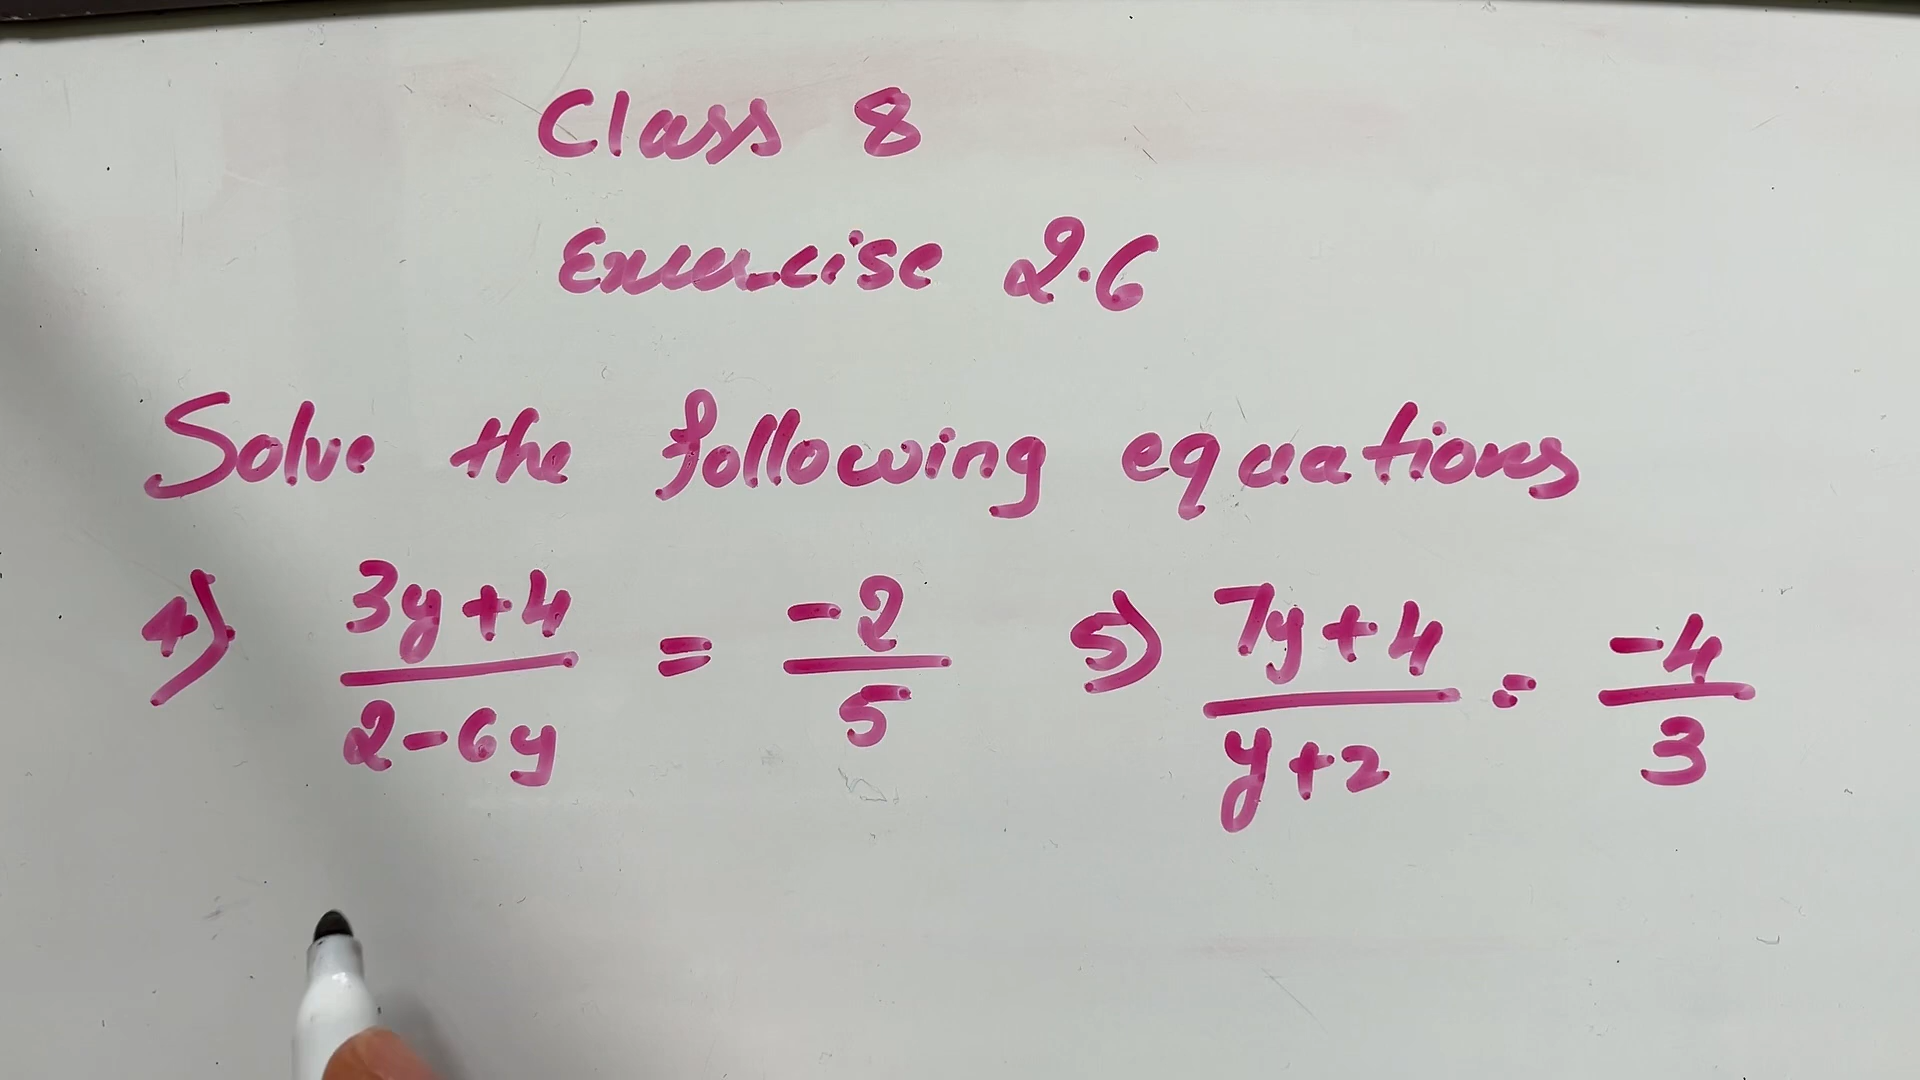 Class 8
Exercise 2.6
Solve the following equations
4) (3y+4)/(2-6y) = -2/5 5) (7y+4)/(y+2) = -4/3